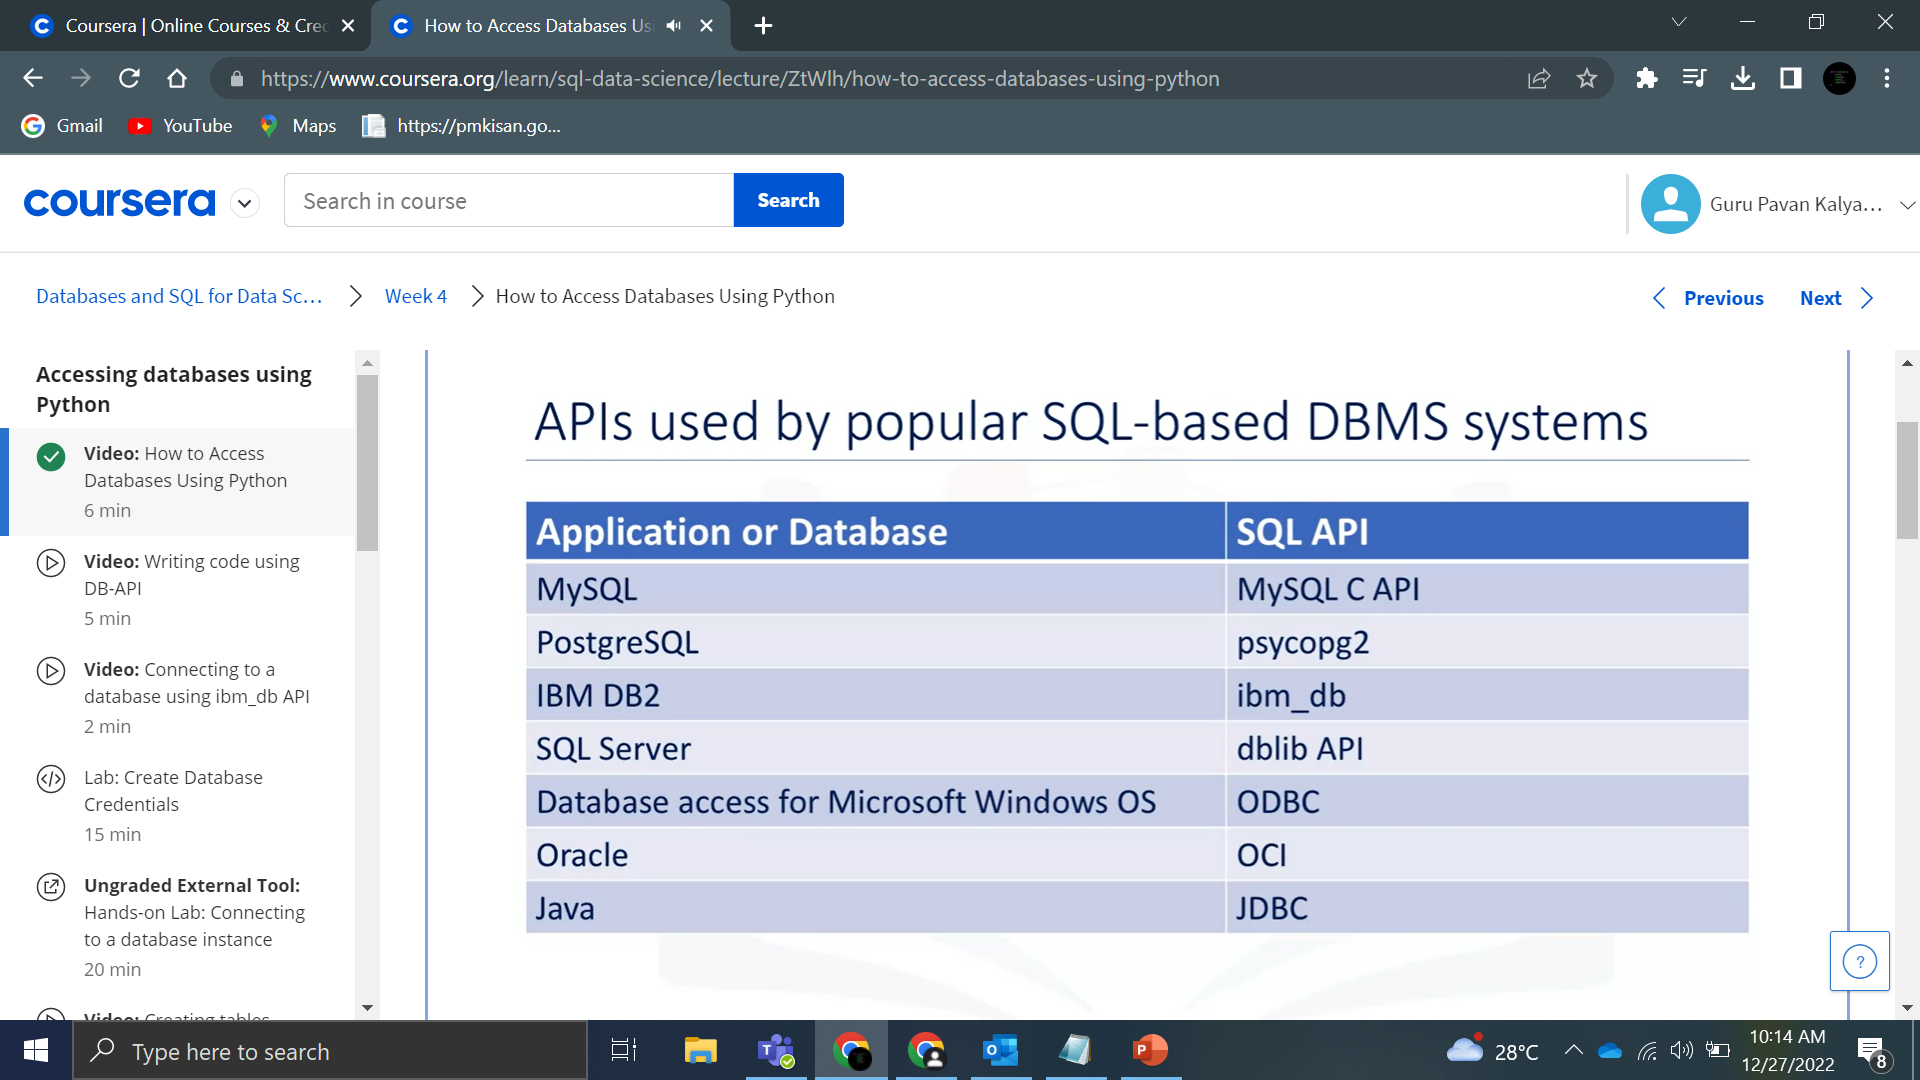 Coursera | Online Courses & Cre
How to Access Databases Us
https://www.coursera.org/learn/sql-data-science/lecture/ZtWlh/how-to-access-databases-using-python
Gmail
YouTube
Maps
https://pmkisan.go...
coursera
Search in course
Search
Guru Pavan Kalya...
Databases and SQL for Data Sc...
Week 4
How to Access Databases Using Python
Previous
Next
Accessing databases using
Python
Video: How to Access
Databases Using Python
6 min
Video: Writing code using
DB-API
5 min
Video: Connecting to a
database using ibm_db API
2 min
Lab: Create Database
Credentials
15 min
Ungraded External Tool:
Hands-on Lab: Connecting
to a database instance
20 min
Video: Creating tables
APIs used by popular SQL-based DBMS systems
Application or Database SQL API
MySQL MySQL C API
PostgreSQL psycopg2
IBM DB2 ibm_db
SQL Server dblib API
Database access for Microsoft Windows OS ODBC
Oracle OCI
Java JDBC
?
Type here to search
28°C
10:14 AM
12/27/2022
8